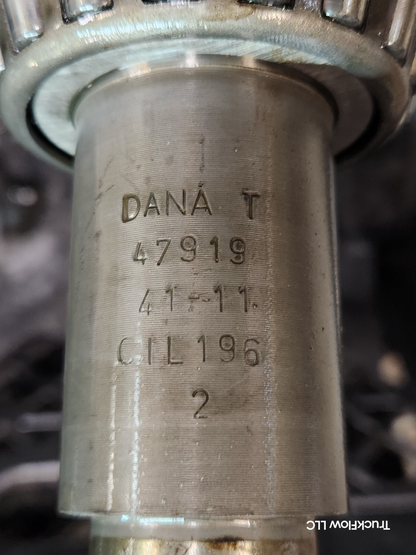 DANA T
47919
41-11
CIL196
2
TruckFlow LLC